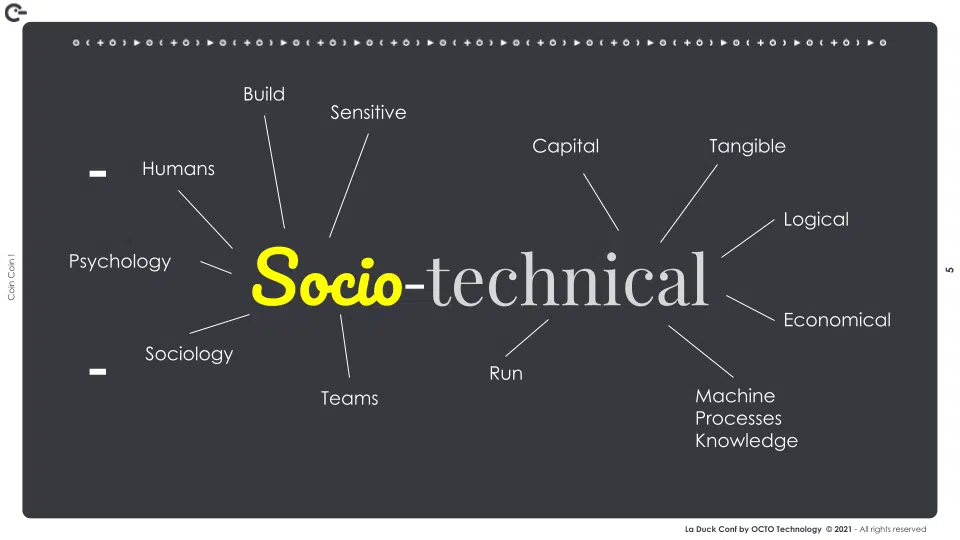 Build
Sensitive
Capital
Tangible
Humans
Logical
Psychology
Coin Coin !
Socio-technical
5
Economical
Sociology
Run
Teams
Machine
Processes
Knowledge
La Duck Conf by OCTO Technology © 2021 - All rights reserved